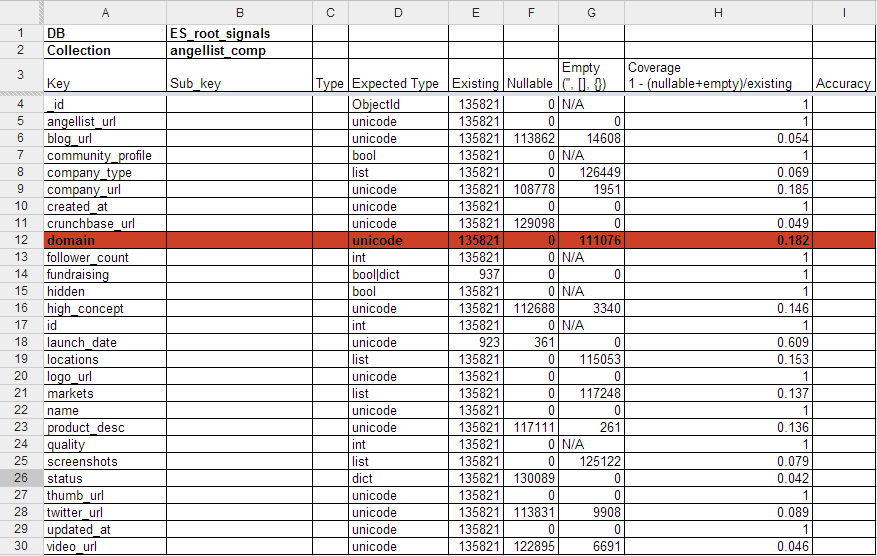 A B C D E F G H I
1 DB ES_root_signals
2 Collection angellist_comp
3 Key Sub_key Type Expected Type Existing Nullable Empty ('', [], {}) Coverage 1 - (nullable+empty)/existing Accuracy
4 _id ObjectId 135821 0 N/A 1
5 angellist_url unicode 135821 0 0 1
6 blog_url unicode 135821 113862 14608 0.054
7 community_profile bool 135821 0 N/A 1
8 company_type list 135821 0 126449 0.069
9 company_url unicode 135821 108778 1951 0.185
10 created_at unicode 135821 0 0 1
11 crunchbase_url unicode 135821 129098 0 0.049
12 domain unicode 135821 0 111076 0.182
13 follower_count int 135821 0 N/A 1
14 fundraising bool|dict 937 0 0 1
15 hidden bool 135821 0 N/A 1
16 high_concept unicode 135821 112688 3340 0.146
17 id int 135821 0 N/A 1
18 launch_date unicode 923 361 0 0.609
19 locations list 135821 0 115053 0.153
20 logo_url unicode 135821 0 0 1
21 markets list 135821 0 117248 0.137
22 name unicode 135821 0 0 1
23 product_desc unicode 135821 117111 261 0.136
24 quality int 135821 0 N/A 1
25 screenshots list 135821 0 125122 0.079
26 status dict 135821 130089 0 0.042
27 thumb_url unicode 135821 0 0 1
28 twitter_url unicode 135821 113831 9908 0.089
29 updated_at unicode 135821 0 0 1
30 video_url unicode 135821 122895 6691 0.046